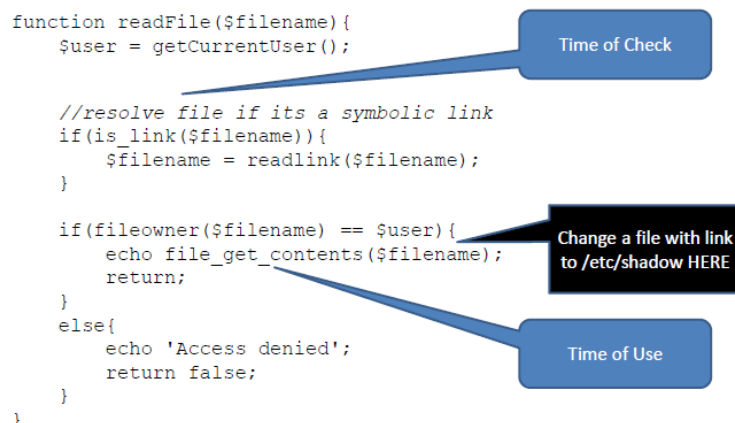 function readFile($filename){
$user = getCurrentUser();
Time of Check
//resolve file if its a symbolic link
if(is_link($filename)){
$filename = readlink($filename);
}
if(fileowner($filename) == $user){
echo file_get_contents($filename);
return;
Change a file with link
to /etc/shadow HERE
}
else{
echo 'Access denied';
return false;
Time of Use
}
}